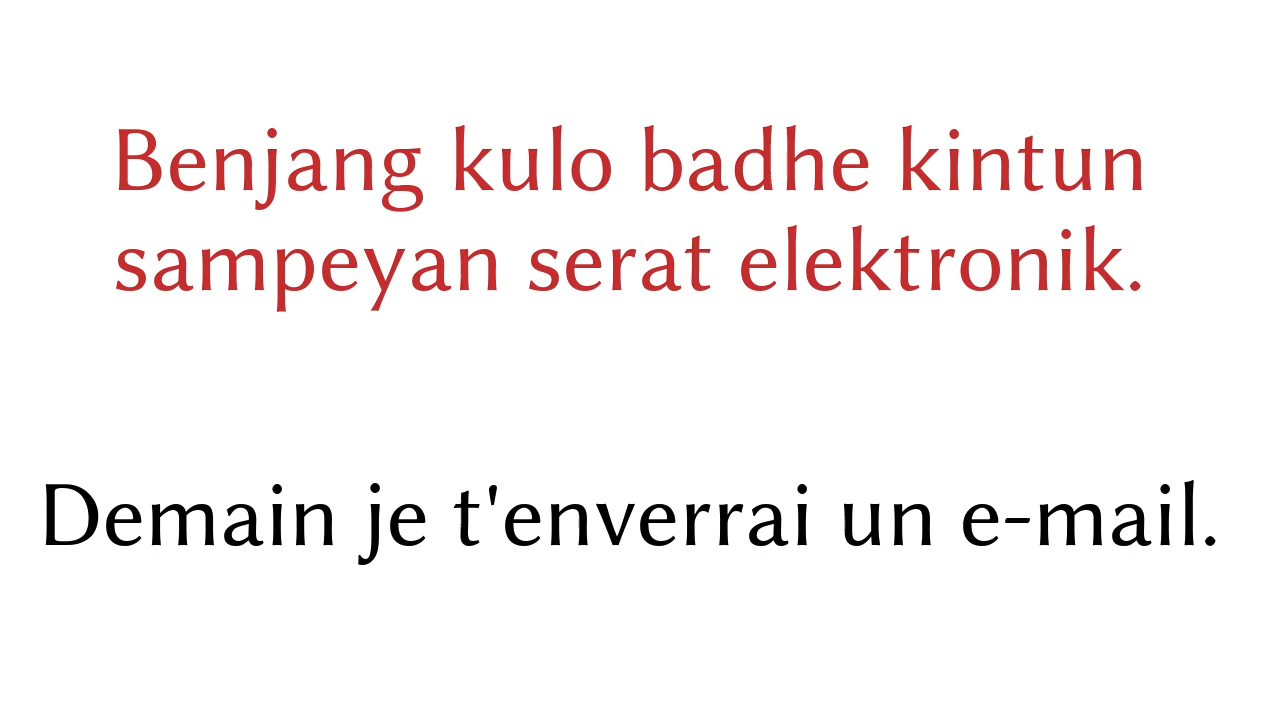 Benjang kulo badhe kintun
sampeyan serat elektronik.
Demain je t'enverrai un e-mail.